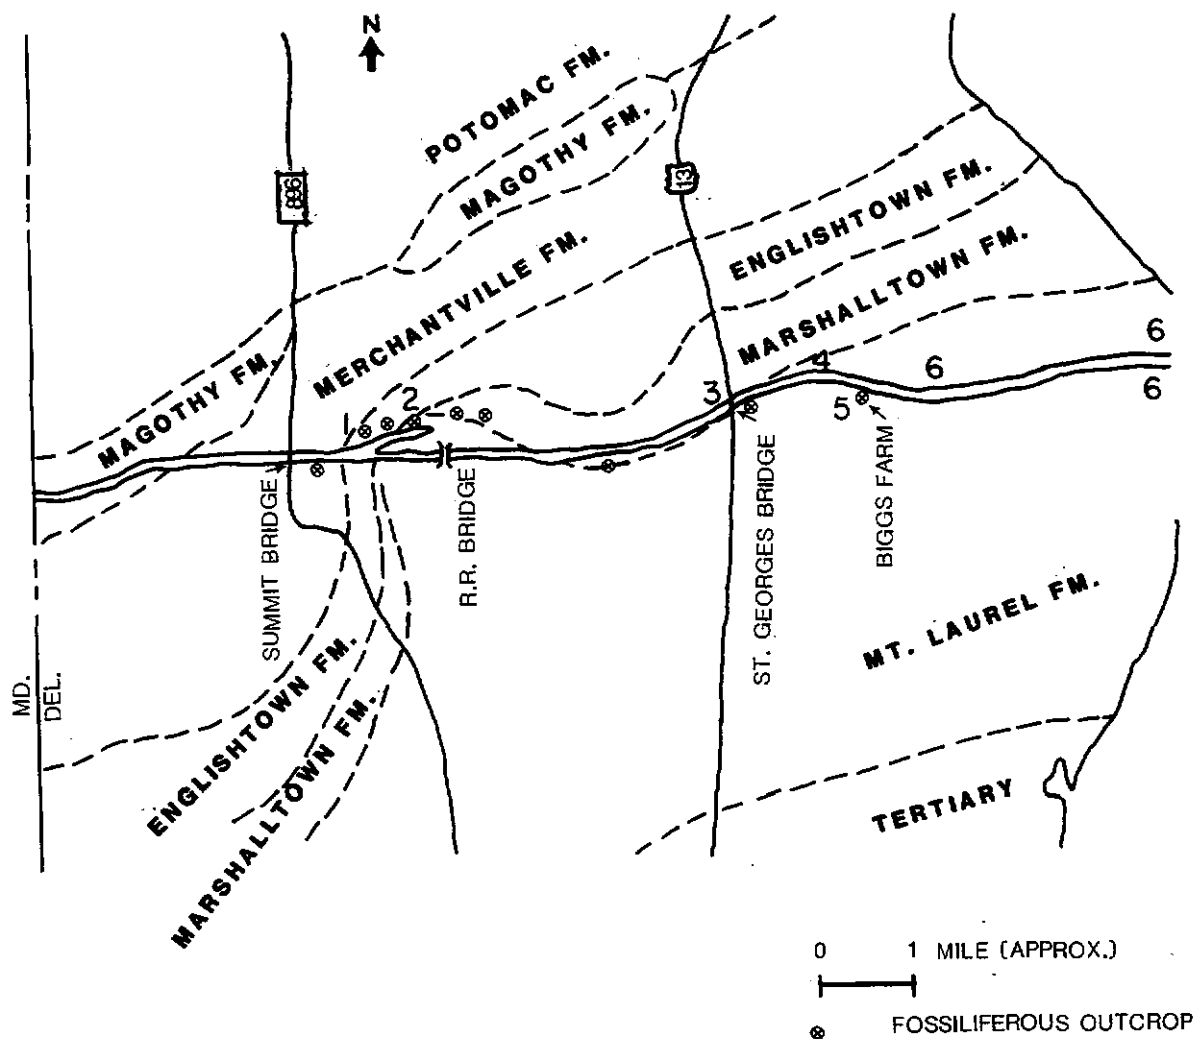 N
POTOMAC FM.
MAGOTHY FM.
896
13
ENGLISHTOWN FM.
MERCHANTVILLE FM.
MARSHALLTOWN FM.
MAGOTHY FM.
2
3
4
5
6
6
6
SUMMIT BRIDGE
R.R. BRIDGE
ST. GEORGES BRIDGE
BIGGS FARM
MD.
DEL.
ENGLISHTOWN FM.
MARSHALLTOWN FM.
MT. LAUREL FM.
TERTIARY
0 1 MILE (APPROX.)
FOSSILIFEROUS OUTCROP